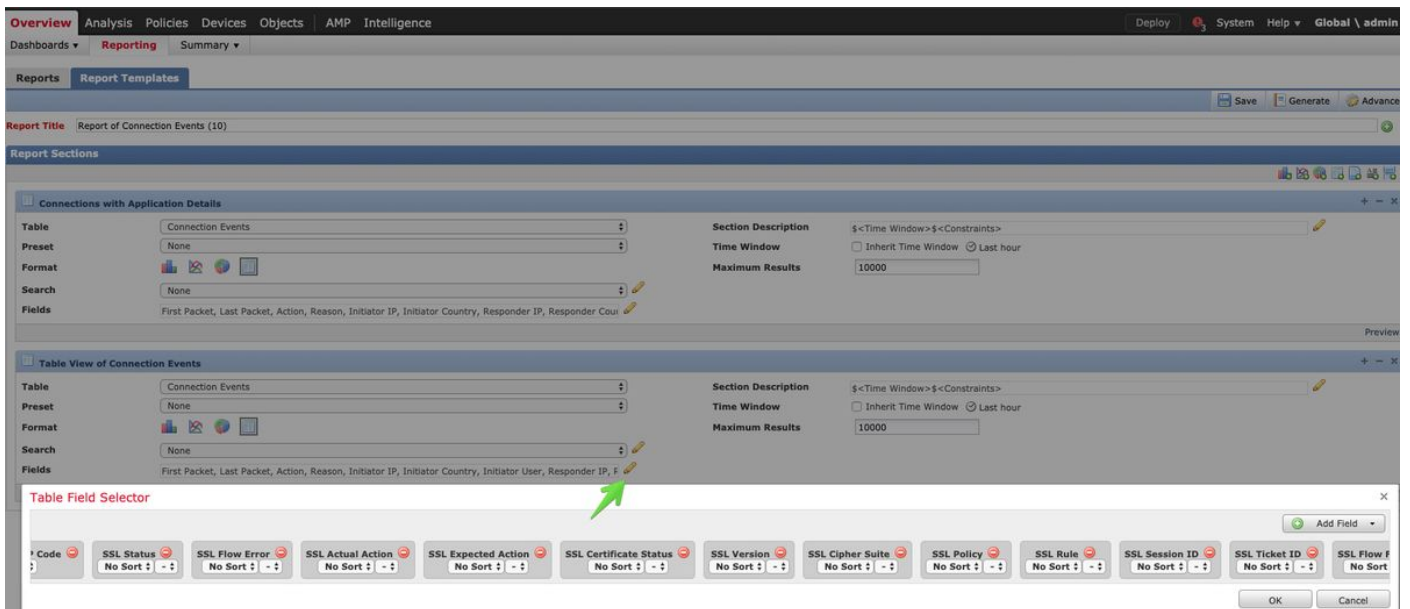 Overview Analysis Policies Devices Objects AMP Intelligence Deploy 3 System Help Global \ admin
Dashboards Reporting Summary
Reports Report Templates
Save Generate Advance
Report Title Report of Connection Events (10)
Report Sections
Connections with Application Details
Table Connection Events Section Description $<Time Window>$<Constraints>
Preset None Time Window Inherit Time Window Last hour
Format Maximum Results 10000
Search None
Fields First Packet, Last Packet, Action, Reason, Initiator IP, Initiator Country, Responder IP, Responder Cou
Preview
Table View of Connection Events
Table Connection Events Section Description $<Time Window>$<Constraints>
Preset None Time Window Inherit Time Window Last hour
Format Maximum Results 10000
Search None
Fields First Packet, Last Packet, Action, Reason, Initiator IP, Initiator Country, Initiator User, Responder IP,
Table Field Selector
Add Field
Code SSL Status SSL Flow Error SSL Actual Action SSL Expected Action SSL Certificate Status SSL Version SSL Cipher Suite SSL Policy SSL Rule SSL Session ID SSL Ticket ID SSL Flow
No Sort - No Sort - No Sort - No Sort - No Sort - No Sort - No Sort - No Sort - No Sort - No Sort - No Sort - No Sort
OK Cancel